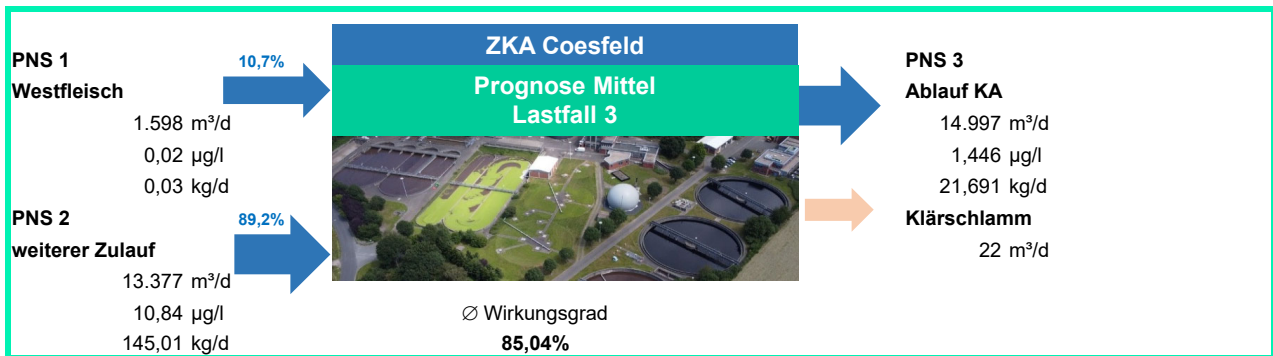 ZKA Coesfeld
Prognose Mittel
Lastfall 3
PNS 1
10,7%
Westfleisch
1.598 m³/d
0,02 µg/l
0,03 kg/d
PNS 2
89,2%
weiterer Zulauf
13.377 m³/d
10,84 µg/l
145,01 kg/d
∅ Wirkungsgrad
85,04%
PNS 3
Ablauf KA
14.997 m³/d
1,446 µg/l
21,691 kg/d
Klärschlamm
22 m³/d